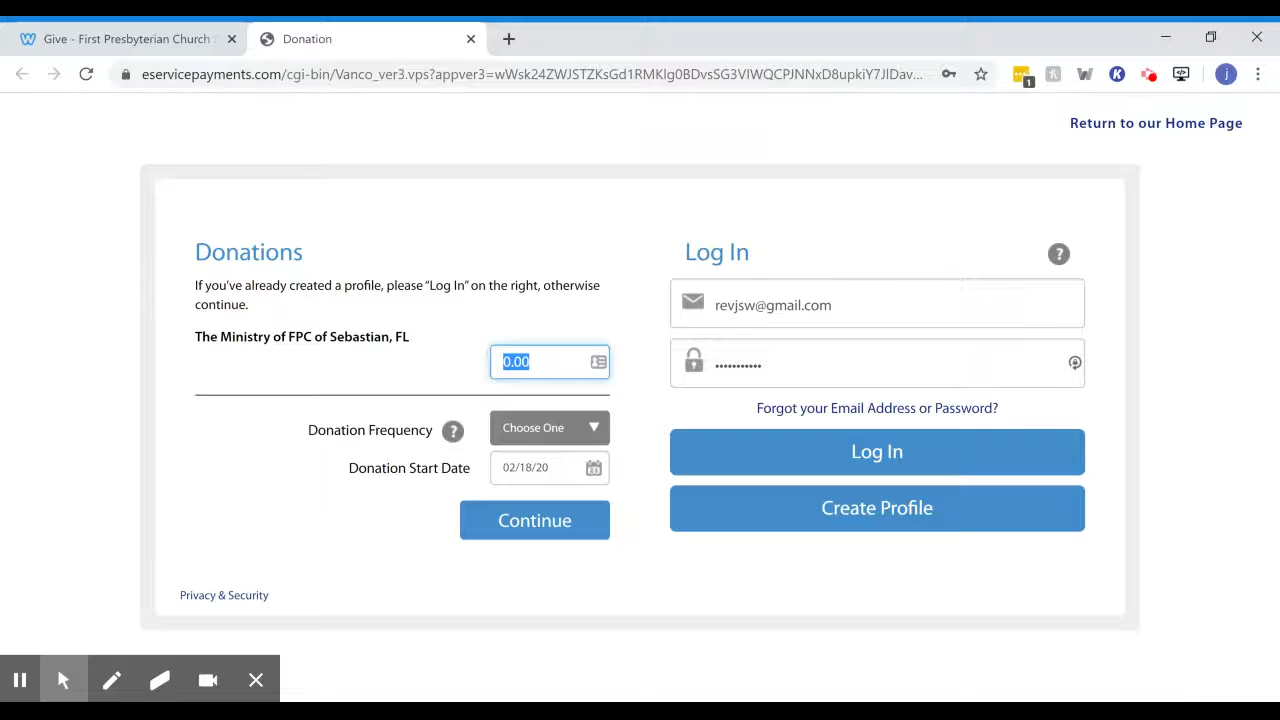 Give - First Presbyterian Church
Donation
eservicepayments.com/cgi-bin/Vanco_ver3.vps?appver3=wWsk24ZWJSTZKsGd1RMKlg0BDvsSG3VIWQCPJNNxD8upkiY7JlDav...
1
j
Return to our Home Page
Donations
If you've already created a profile, please “Log In” on the right, otherwise
continue.
The Ministry of FPC of Sebastian, FL
0.00
Donation Frequency ?
Choose One
Donation Start Date
02/18/20
Continue
Privacy & Security
Log In
?
revjsw@gmail.com
•••••••••••
Forgot your Email Address or Password?
Log In
Create Profile